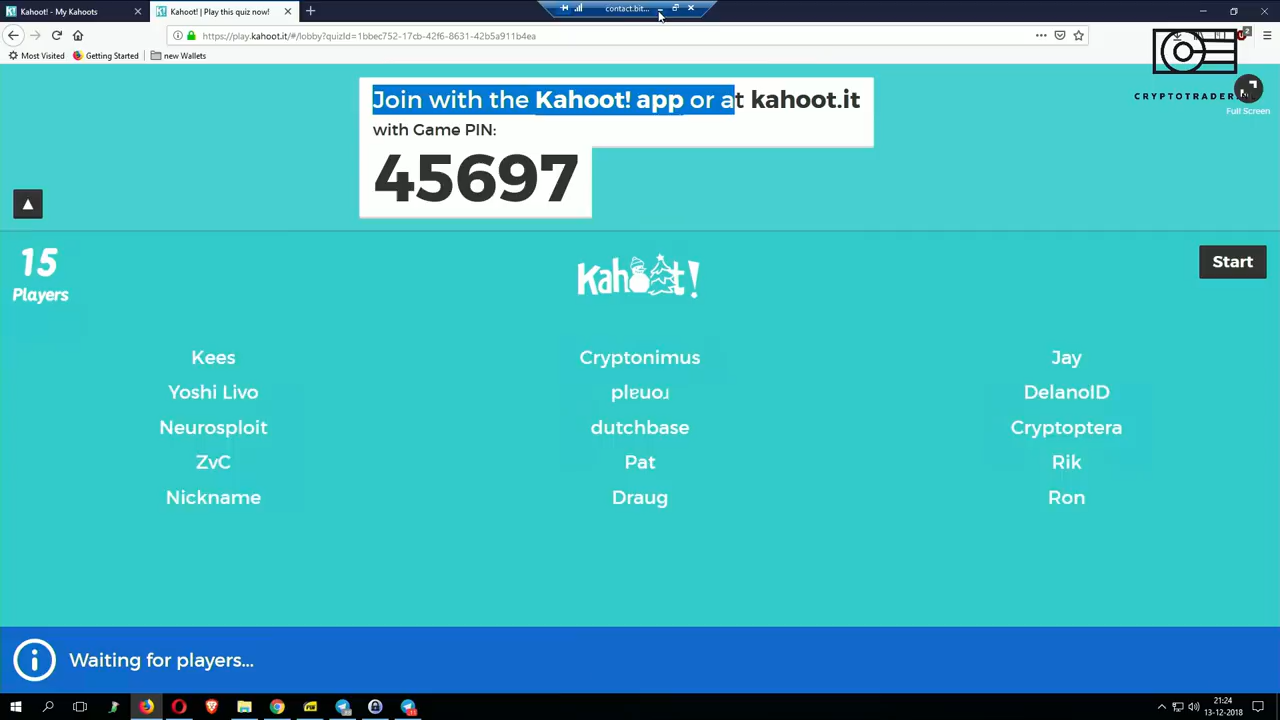 Kahoot! - My Kahoots
Kahoot! | Play this quiz now!
contact.bit...
https://play.kahoot.it/#/lobby?quizId=1bbec752-17cb-42f6-8631-42b5a911b4ea
Most Visited
Getting Started
new Wallets
Join with the Kahoot! app or at kahoot.it
with Game PIN:
45697
Full Screen
15
Players
Kahoot!
Start
Kees
Cryptonimus
Jay
Yoshi Livo
ɹonɐld
DelanoID
Neurosploit
dutchbase
Cryptoptera
ZvC
Pat
Rik
Nickname
Draug
Ron
Waiting for players...
21:24
13-12-2018